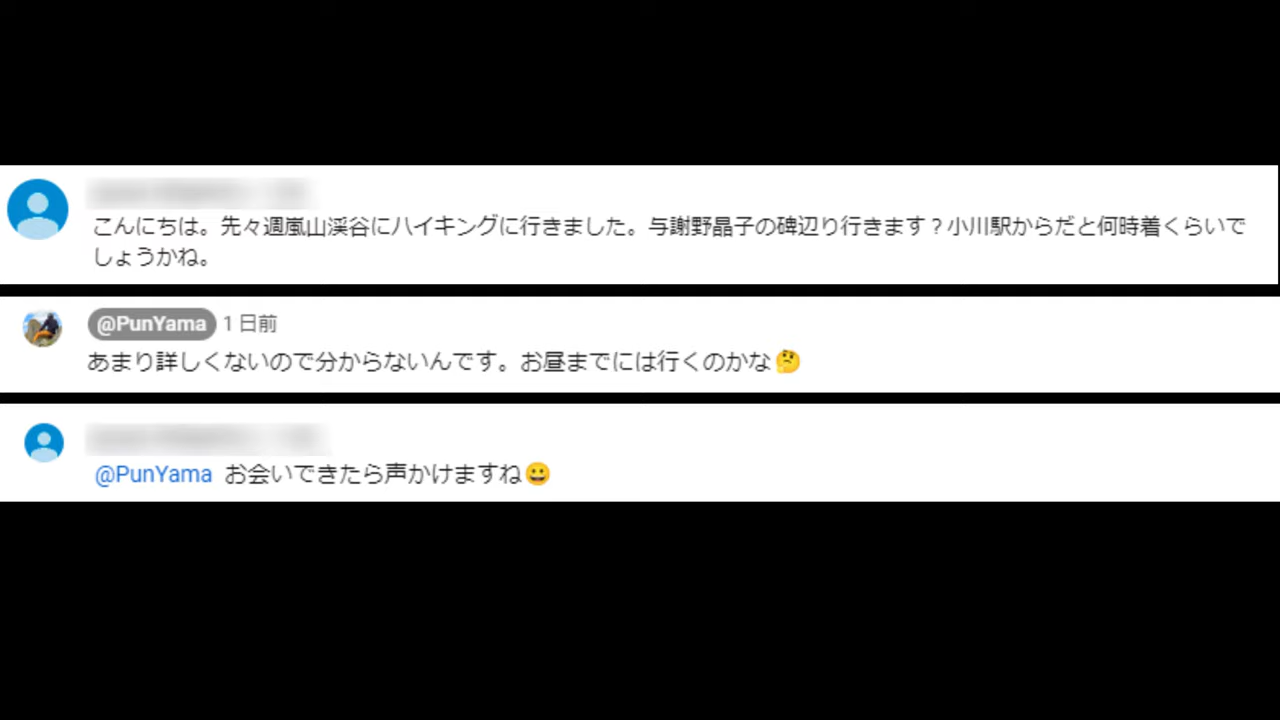 こんにちは。先々週嵐山渓谷にハイキングに行きました。与謝野晶子の碑辺り行きます？小川駅からだと何時着くらいで
しょうかね。
@PunYama 1 日前
あまり詳しくないので分からないんです。お昼までには行くのかな🤔
@PunYama お会いできたら声かけますね😀